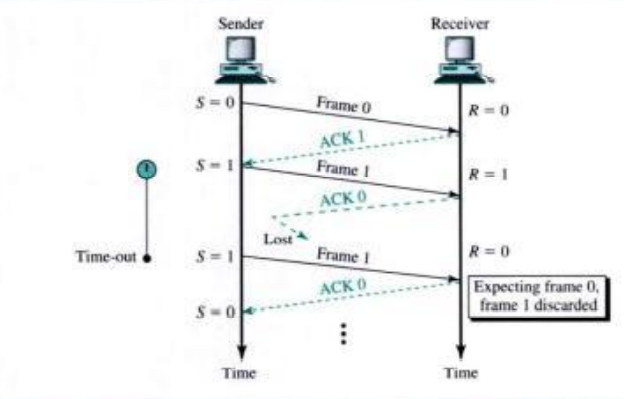 Sender
Receiver
S = 0
Frame 0
R = 0
ACK 1
S = 1
Frame 1
R = 1
ACK 0
Lost
Time-out
S = 1
Frame 1
R = 0
ACK 0
Expecting frame 0,
frame 1 discarded
S = 0
Time
Time